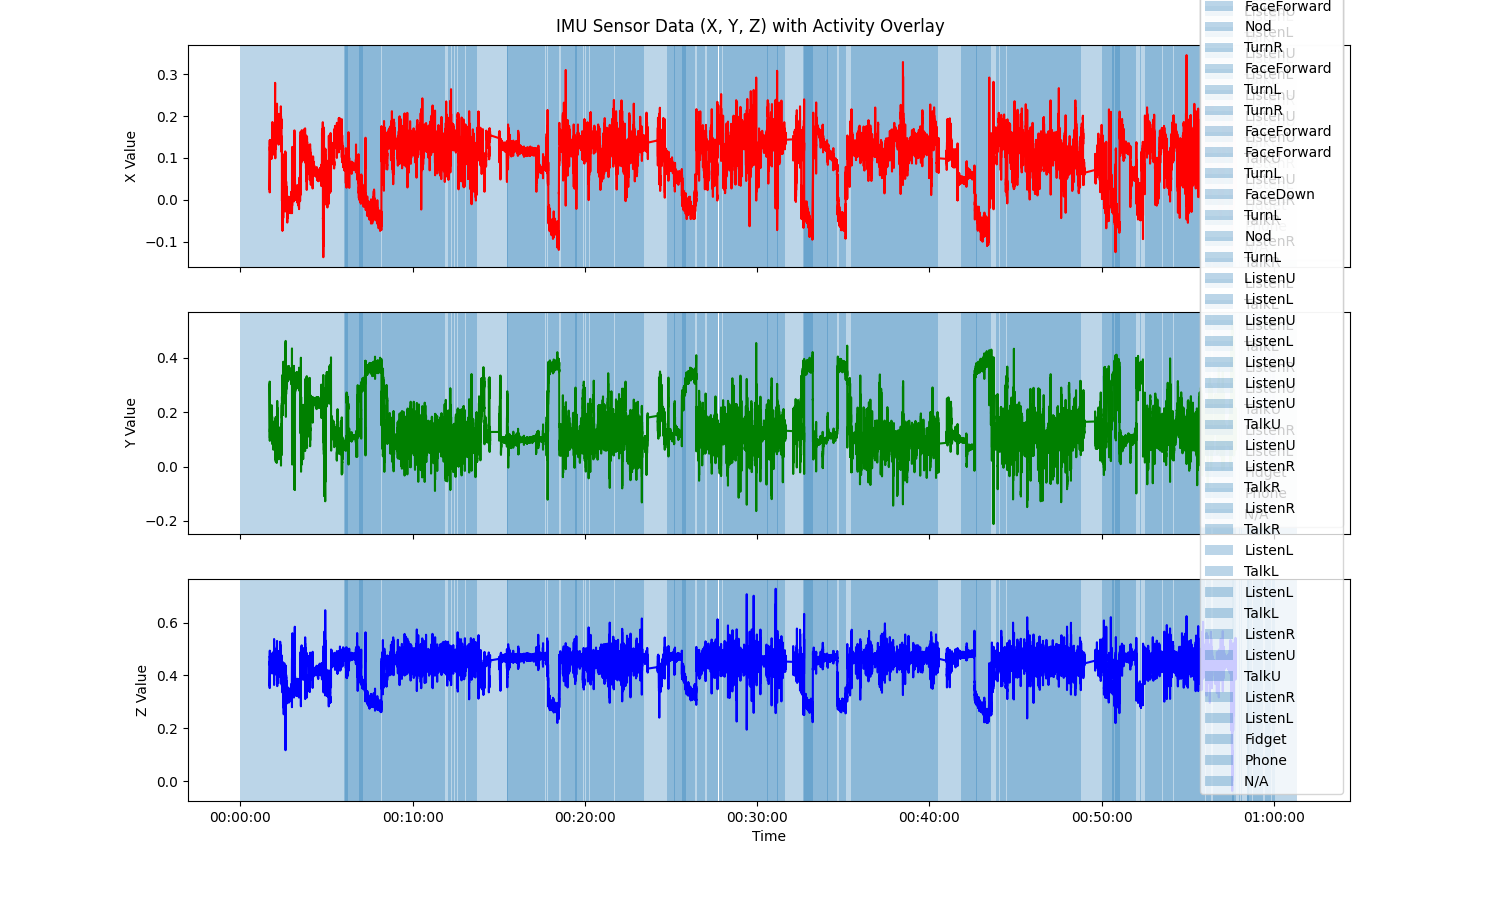 IMU Sensor Data (X, Y, Z) with Activity Overlay
X Value
0.3
0.2
0.1
0.0
−0.1
Y Value
0.4
0.2
0.0
−0.2
Z Value
0.6
0.4
0.2
0.0
00:00:00
00:10:00
00:20:00
00:30:00
00:40:00
00:50:00
01:00:00
Time
FaceForward
Nod
TurnR
FaceForward
TurnL
TurnR
FaceForward
FaceForward
TurnL
FaceDown
TurnL
Nod
TurnL
ListenU
ListenL
ListenU
ListenL
ListenU
ListenU
ListenU
TalkU
ListenU
ListenR
TalkR
ListenR
TalkR
ListenL
TalkL
ListenL
TalkL
ListenR
ListenU
TalkU
ListenR
ListenL
Fidget
Phone
N/A